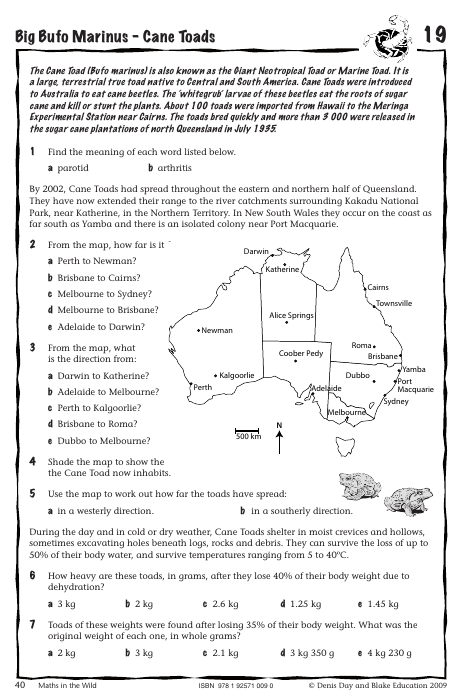 Big Bufo Marinus – Cane Toads
19
The Cane Toad (Bufo marinus) is also known as the Giant Neotropical Toad or Marine Toad. It is
a large, terrestrial true toad native to Central and South America. Cane Toads were introduced
to Australia to eat cane beetles. The 'whitegrub' larvae of these beetles eat the roots of sugar
cane and kill or stunt the plants. About 100 toads were imported from Hawaii to the Meringa
Experimental Station near Cairns. The toads bred quickly and more than 3 000 were released in
the sugar cane plantations of north Queensland in July 1935.
1 Find the meaning of each word listed below.
a parotid b arthritis
By 2002, Cane Toads had spread throughout the eastern and northern half of Queensland.
They have now extended their range to the river catchments surrounding Kakadu National
Park, near Katherine, in the Northern Territory. In New South Wales they occur on the coast as
far south as Yamba and there is an isolated colony near Port Macquarie.
2 From the map, how far is it
a Perth to Newman?
b Brisbane to Cairns?
c Melbourne to Sydney?
d Melbourne to Brisbane?
e Adelaide to Darwin?
3 From the map, what
is the direction from:
a Darwin to Katherine?
b Adelaide to Melbourne?
c Perth to Kalgoorlie?
d Brisbane to Roma?
e Dubbo to Melbourne?
Darwin
Katherine
Cairns
Townsville
Alice Springs
Newman
Roma
Brisbane
Coober Pedy
Yamba
Dubbo
Port
Macquarie
Kalgoorlie
Perth
Adelaide
Sydney
Melbourne
N
500 km
4 Shade the map to show the
the Cane Toad now inhabits.
5 Use the map to work out how far the toads have spread:
a in a westerly direction. b in a southerly direction.
During the day and in cold or dry weather, Cane Toads shelter in moist crevices and hollows,
sometimes excavating holes beneath logs, rocks and debris. They can survive the loss of up to
50% of their body water, and survive temperatures ranging from 5 to 40ºC.
6 How heavy are these toads, in grams, after they lose 40% of their body weight due to
dehydration?
a 3 kg b 2 kg c 2.6 kg d 1.25 kg e 1.45 kg
7 Toads of these weights were found after losing 35% of their body weight. What was the
original weight of each one, in whole grams?
a 2 kg b 3 kg c 2.1 kg d 3 kg 350 g e 4 kg 230 g
40 Maths in the Wild ISBN 978 1 92571 009 0 © Denis Day and Blake Education 2009